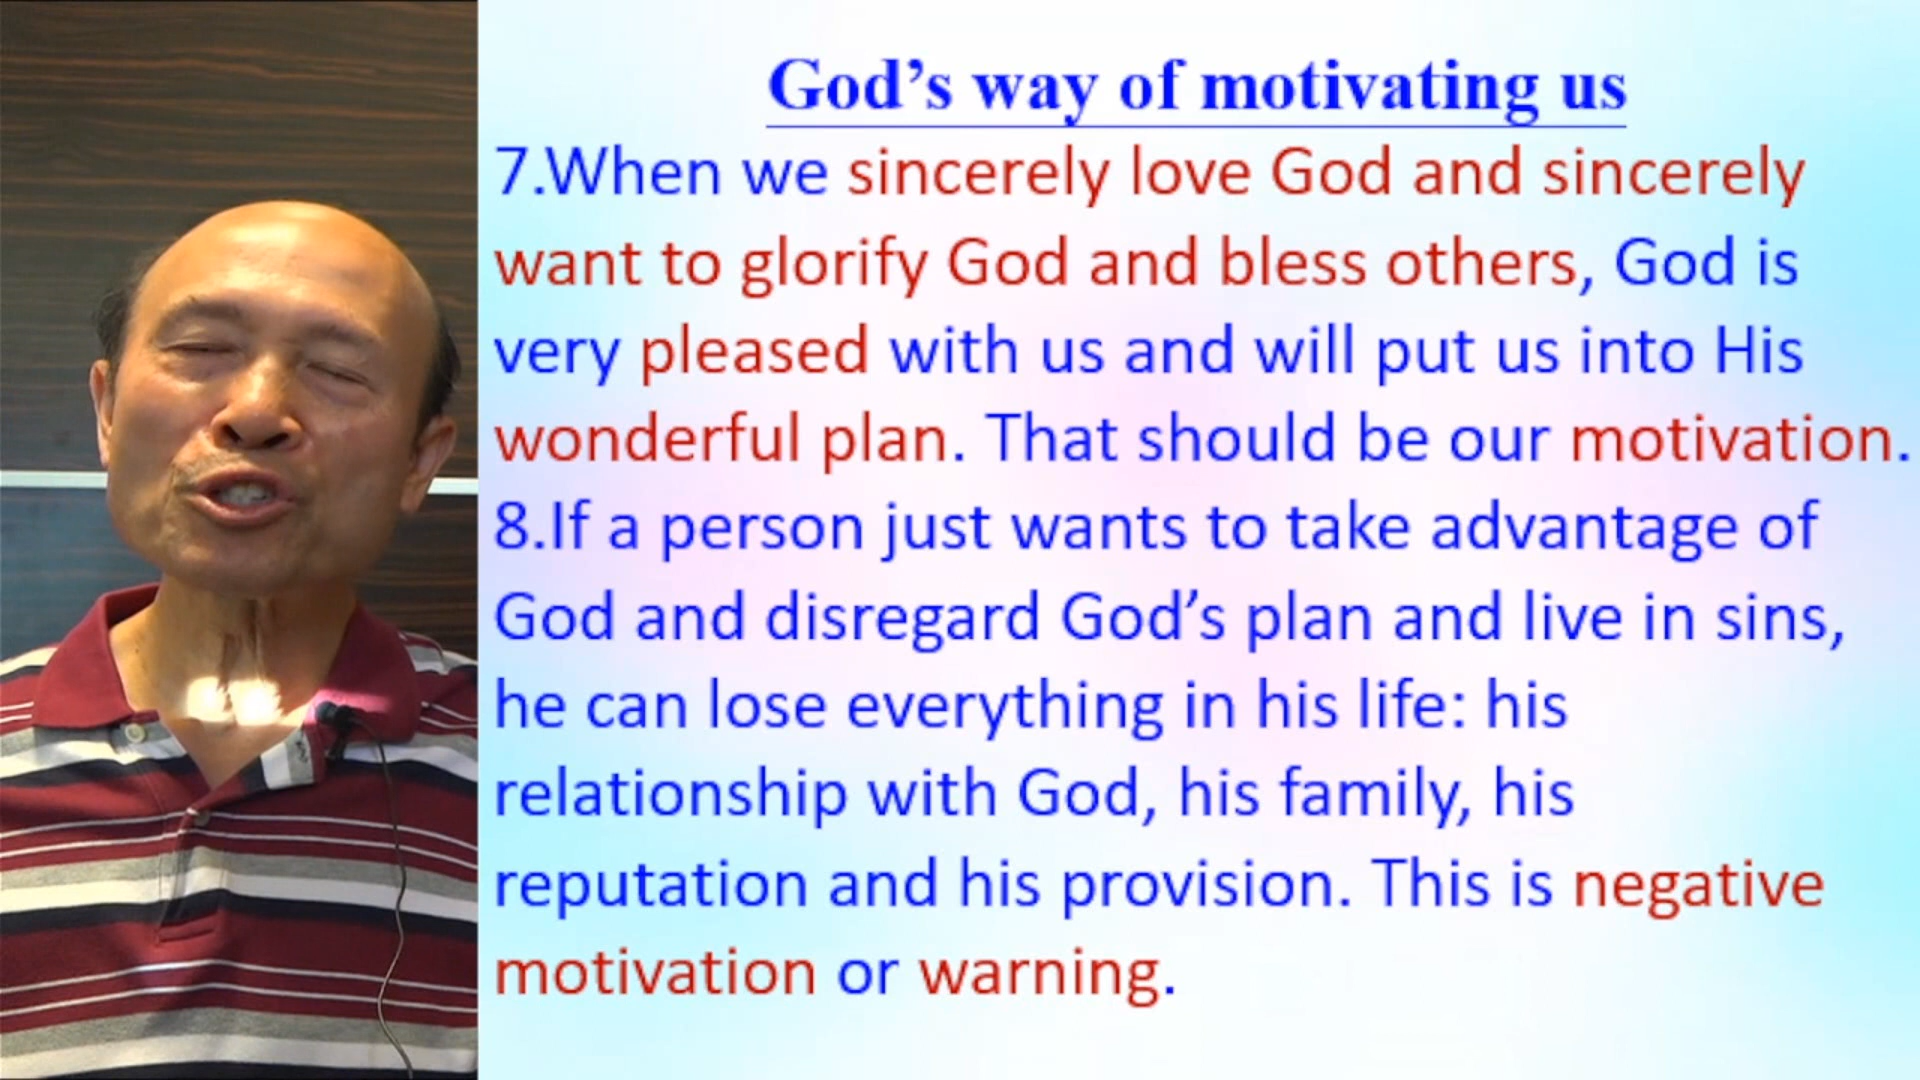 God’s way of motivating us
7.When we sincerely love God and sincerely
want to glorify God and bless others, God is
very pleased with us and will put us into His
wonderful plan. That should be our motivation.
8.If a person just wants to take advantage of
God and disregard God’s plan and live in sins,
he can lose everything in his life: his
relationship with God, his family, his
reputation and his provision. This is negative
motivation or warning.